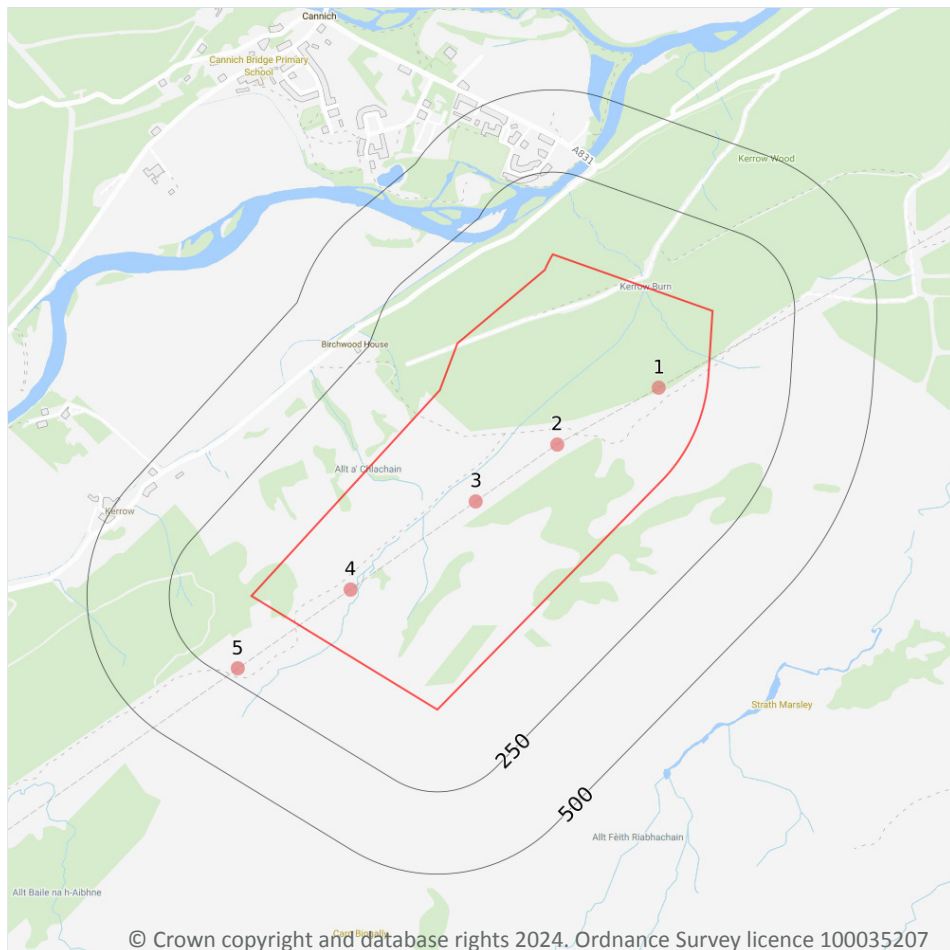 Cannich
Cannich Bridge Primary
School
A831
Kerrow Wood
Kerrow Burn
Birchwood House
1
2
Allt a' Chlachain
3
Kerrow
4
5
Strath Marsley
250
500
Allt Fèith Riabhachain
Allt Baile na h-Aibhne
© Crown copyright and database rights 2024. Ordnance Survey licence 100035207